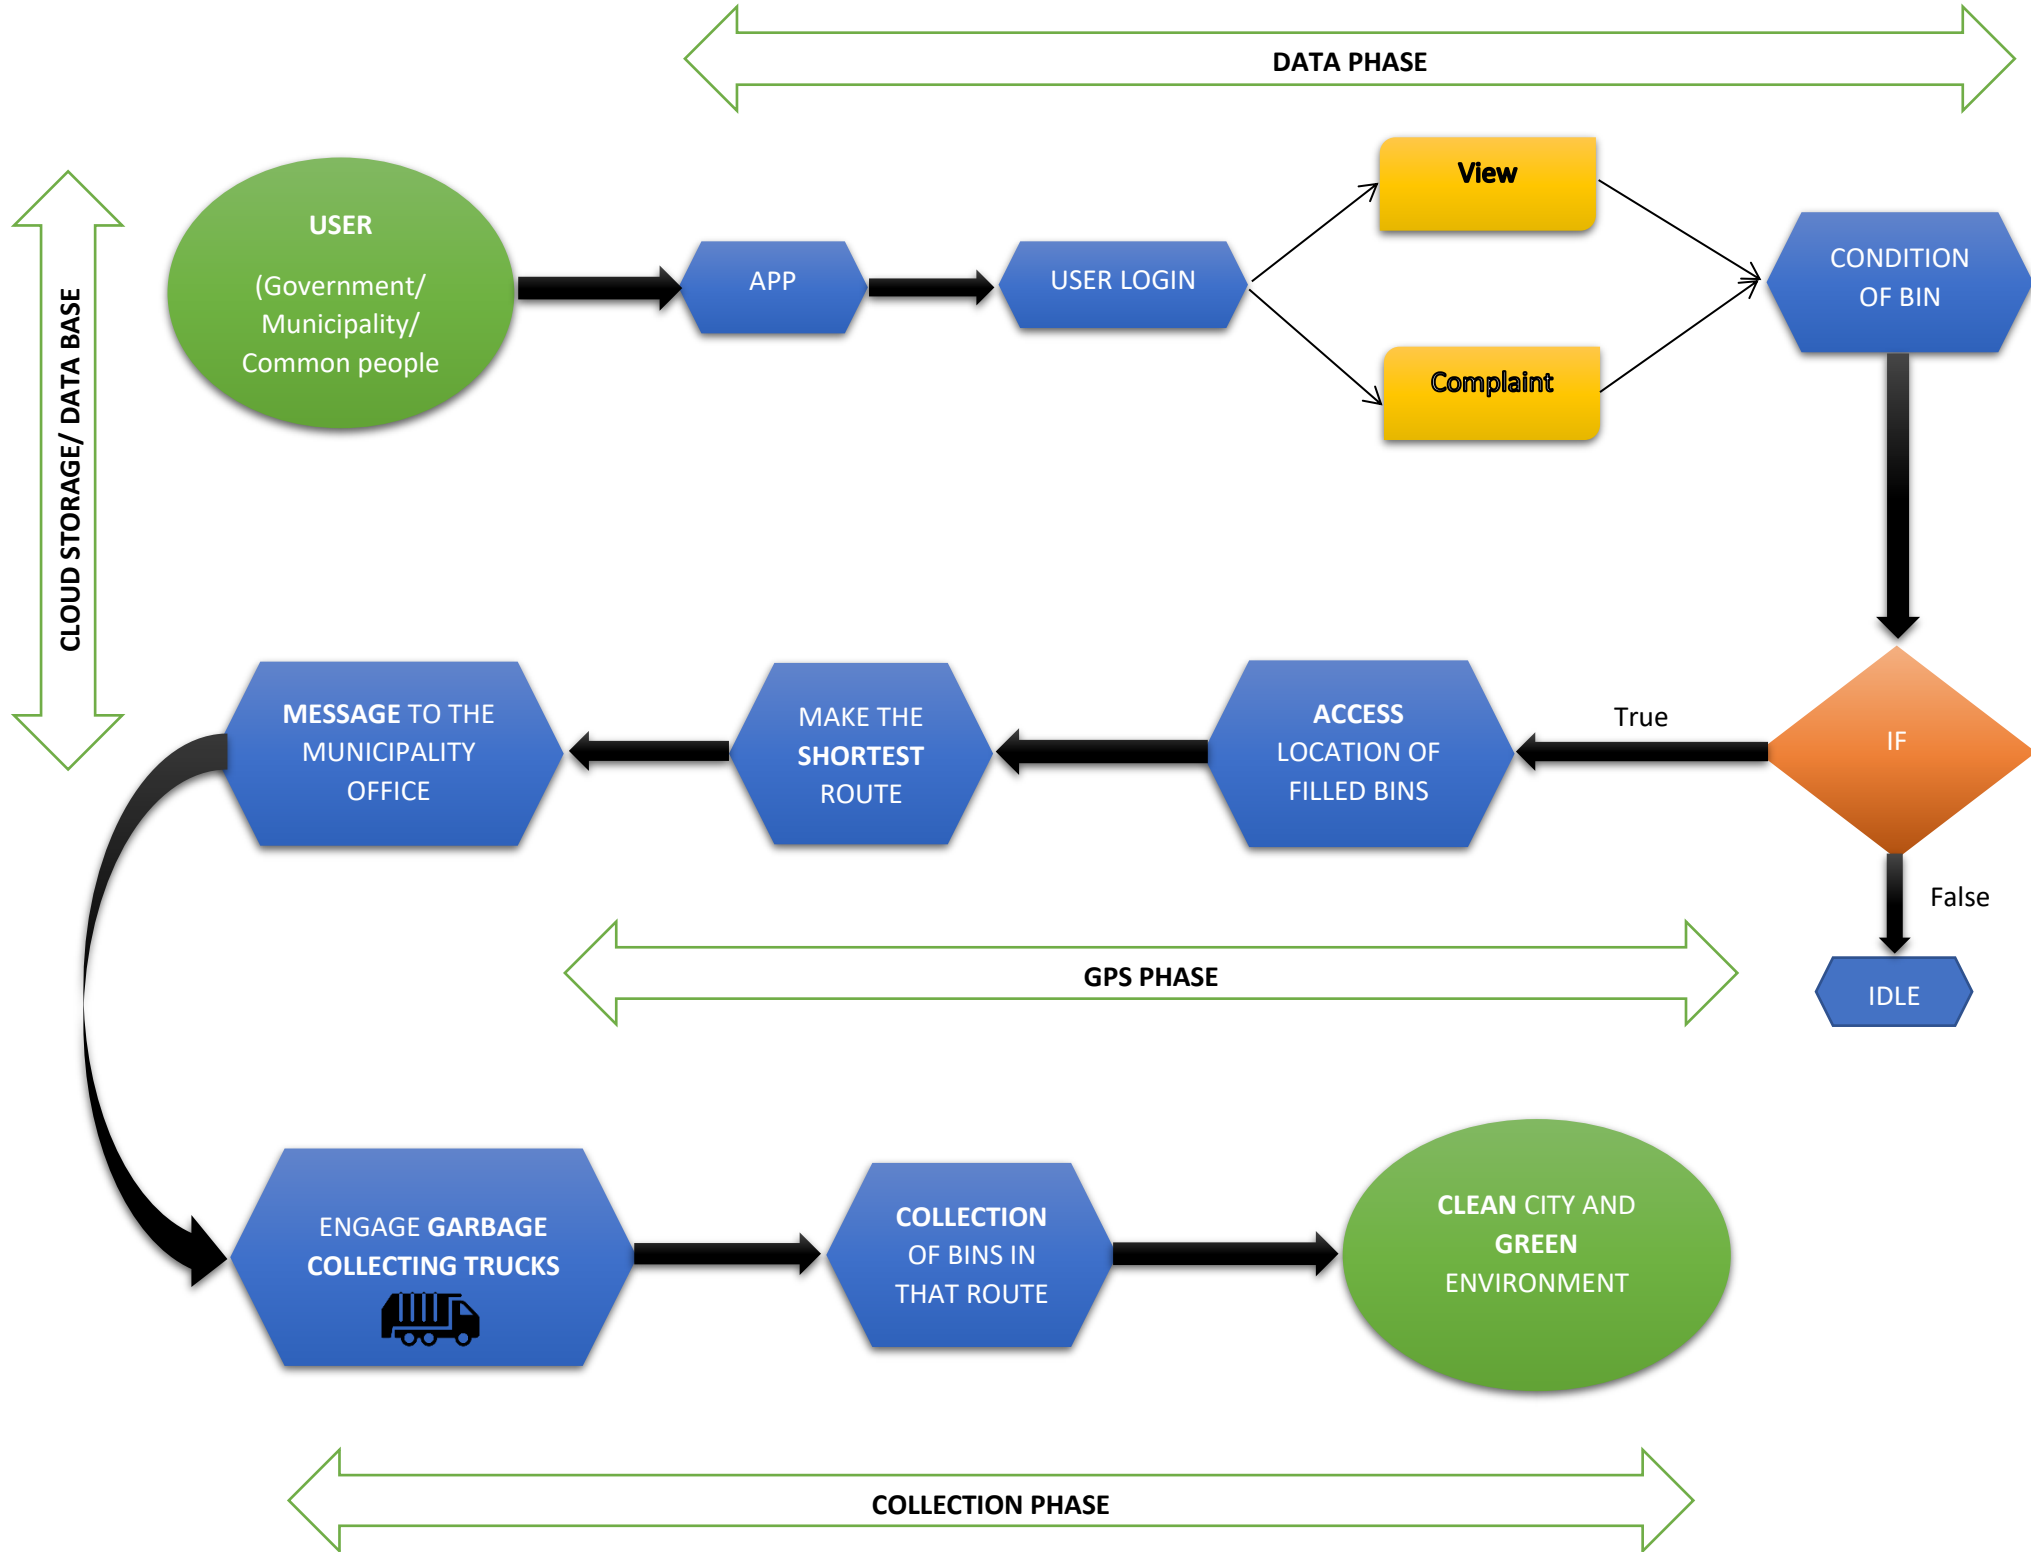 DATA PHASE
CLOUD STORAGE/ DATA BASE
USER
(Government/
Municipality/
Common people
APP
USER LOGIN
View
Complaint
CONDITION
OF BIN
IF
True
False
IDLE
ACCESS
LOCATION OF
FILLED BINS
MAKE THE
SHORTEST
ROUTE
MESSAGE TO THE
MUNICIPALITY
OFFICE
GPS PHASE
ENGAGE GARBAGE
COLLECTING TRUCKS
COLLECTION
OF BINS IN
THAT ROUTE
CLEAN CITY AND
GREEN
ENVIRONMENT
COLLECTION PHASE